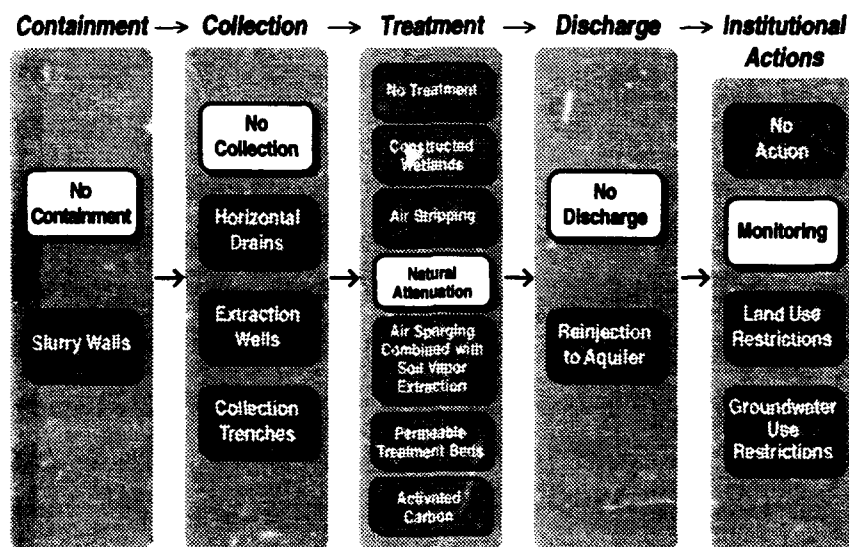 Containment → Collection → Treatment → Discharge → Institutional
Actions
No
Containment
Slurry Walls
No
Collection
Horizontal
Drains
Extraction
Wells
Collection
Trenches
No Treatment
Constructed
Wetlands
Air Stripping
Natural
Attenuation
Air Sparging
Combined with
Soil Vapor
Extraction
Permeable
Treatment Beds
Activated
Carbon
No
Discharge
Reinjection
to Aquifer
No
Action
Monitoring
Land Use
Restrictions
Groundwater
Use
Restrictions